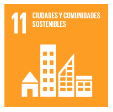 11 CIUDADES Y COMUNIDADES
SOSTENIBLES